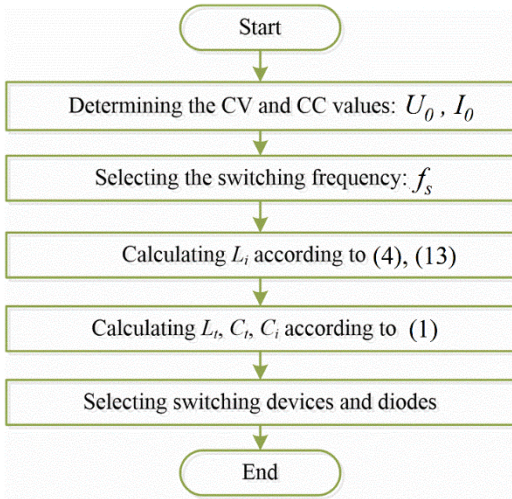 Start
Determining the CV and CC values: U₀ , I₀
Selecting the switching frequency: fₛ
Calculating Lᵢ according to (4), (13)
Calculating Lₜ, Cₜ, Cᵢ according to (1)
Selecting switching devices and diodes
End